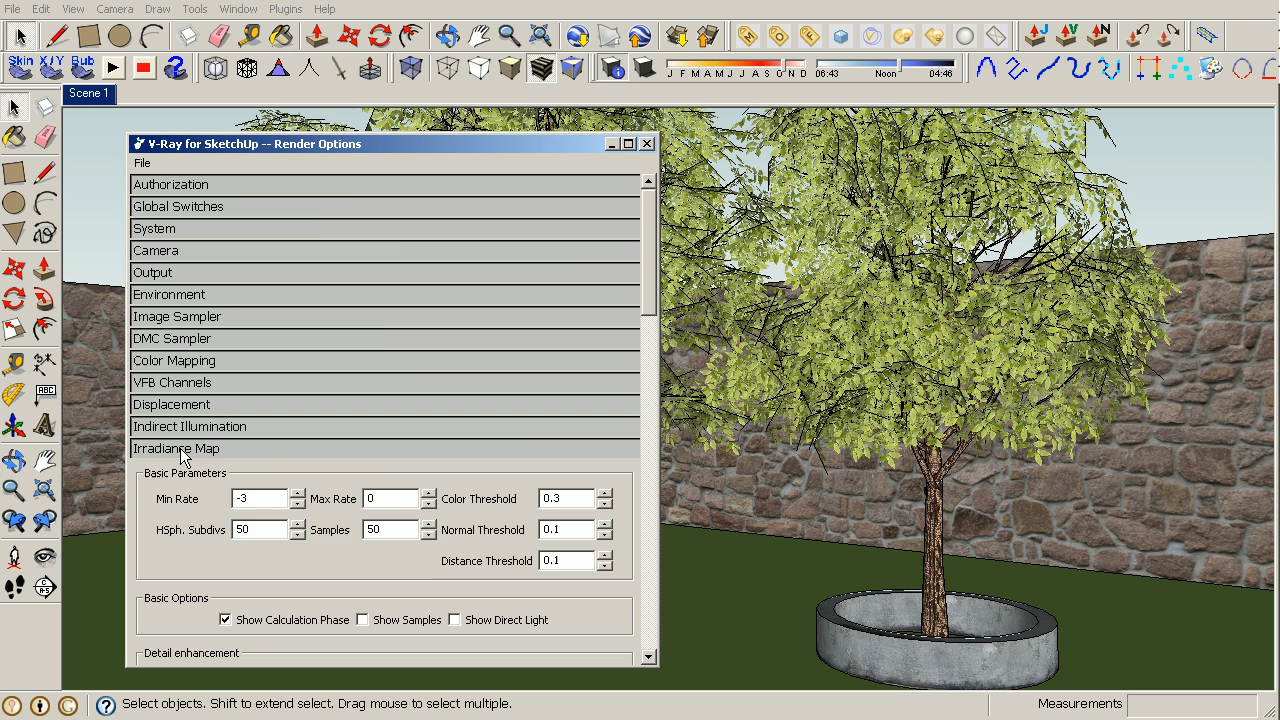 File Edit View Camera Draw Tools Window Plugins Help
Skin X/Y Bub
J F M A M J J A S O N D 06:43 Noon 04:46
Scene 1
V-Ray for SketchUp -- Render Options
File
Authorization
Global Switches
System
Camera
Output
Environment
Image Sampler
DMC Sampler
Color Mapping
VFB Channels
Displacement
Indirect Illumination
Irradiance Map
Basic Parameters
Min Rate -3 Max Rate 0 Color Threshold 0.3
HSph. Subdivs 50 Samples 50 Normal Threshold 0.1
Distance Threshold 0.1
Basic Options
Show Calculation Phase Show Samples Show Direct Light
Detail enhancement
ABC
Select objects. Shift to extend select. Drag mouse to select multiple.
Measurements